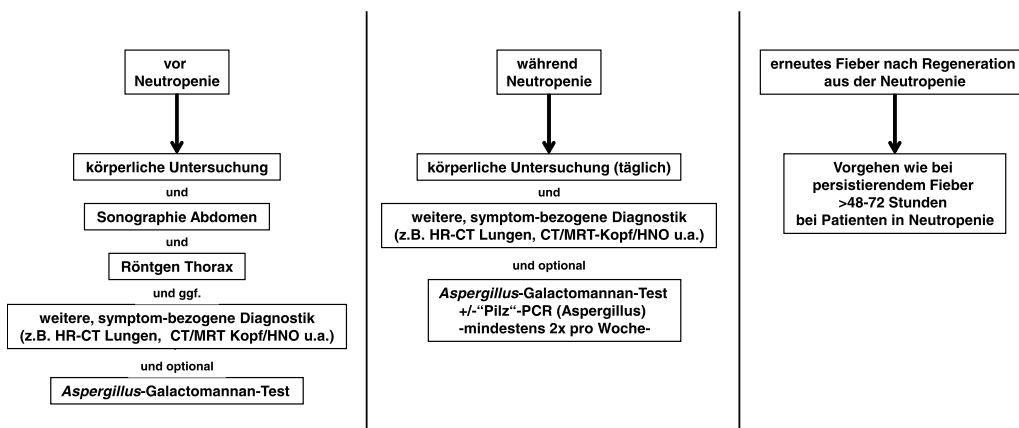 vor
Neutropenie
körperliche Untersuchung
und
Sonographie Abdomen
und
Röntgen Thorax
und ggf.
weitere, symptom-bezogene Diagnostik
(z.B. HR-CT Lungen, CT/MRT Kopf/HNO u.a.)
und optional
Aspergillus-Galactomannan-Test
während
Neutropenie
körperliche Untersuchung (täglich)
und
weitere, symptom-bezogene Diagnostik
(z.B. HR-CT Lungen, CT/MRT-Kopf/HNO u.a.)
und optional
Aspergillus-Galactomannan-Test
+/-“Pilz“-PCR (Aspergillus)
-mindestens 2x pro Woche-
erneutes Fieber nach Regeneration
aus der Neutropenie
Vorgehen wie bei
persistierendem Fieber
>48-72 Stunden
bei Patienten in Neutropenie